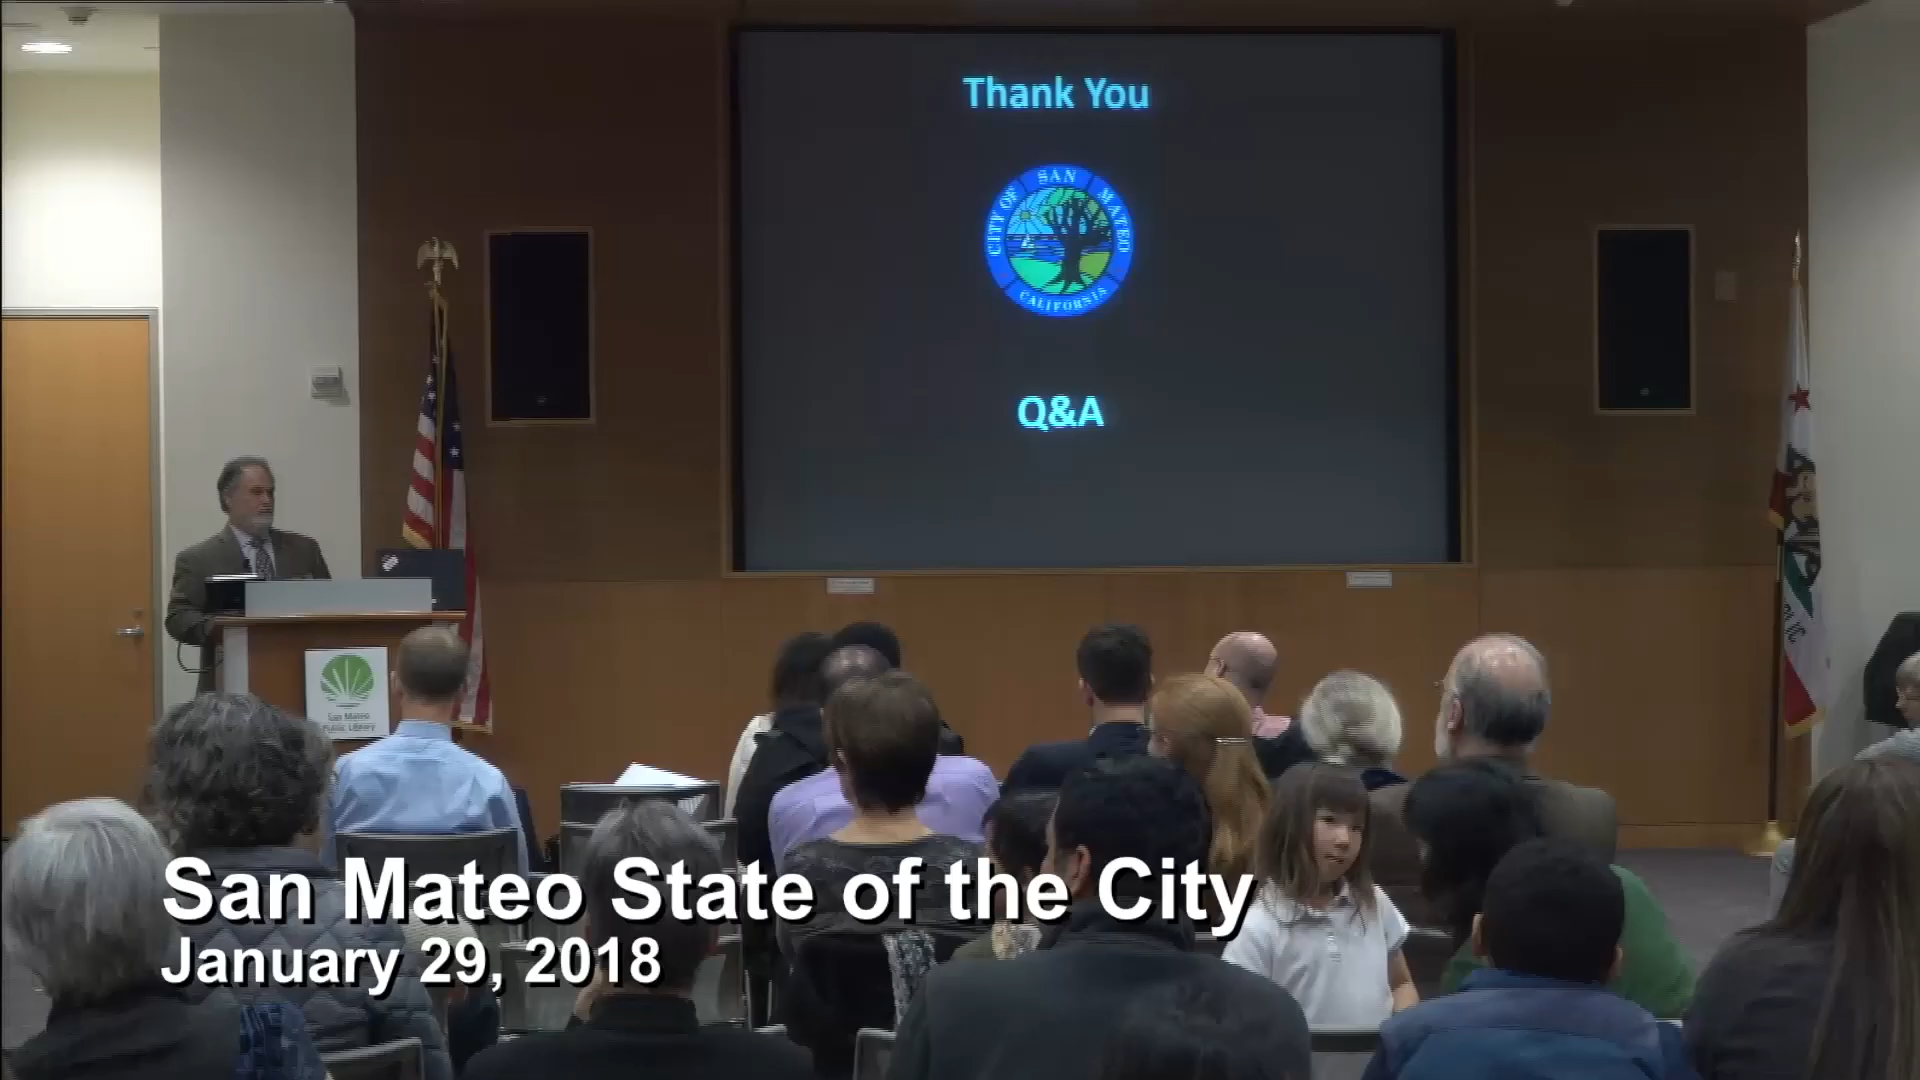 Thank You
CITY OF SAN MATEO
CALIFORNIA
Q&A
San Mateo
Public Library
San Mateo State of the City
January 29, 2018